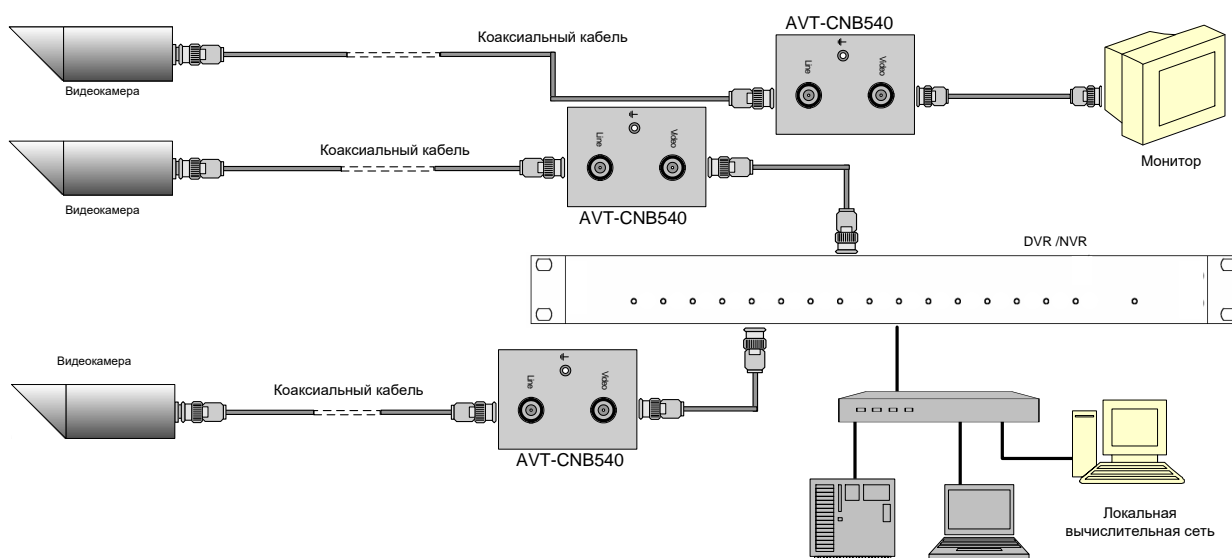 AVT-CNB540
Коаксиальный кабель
Line
Video
Видеокамера
Монитор
Коаксиальный кабель
Line
Video
Видеокамера
AVT-CNB540
DVR /NVR
Видеокамера
Коаксиальный кабель
Line
Video
AVT-CNB540
Локальная
вычислительная сеть